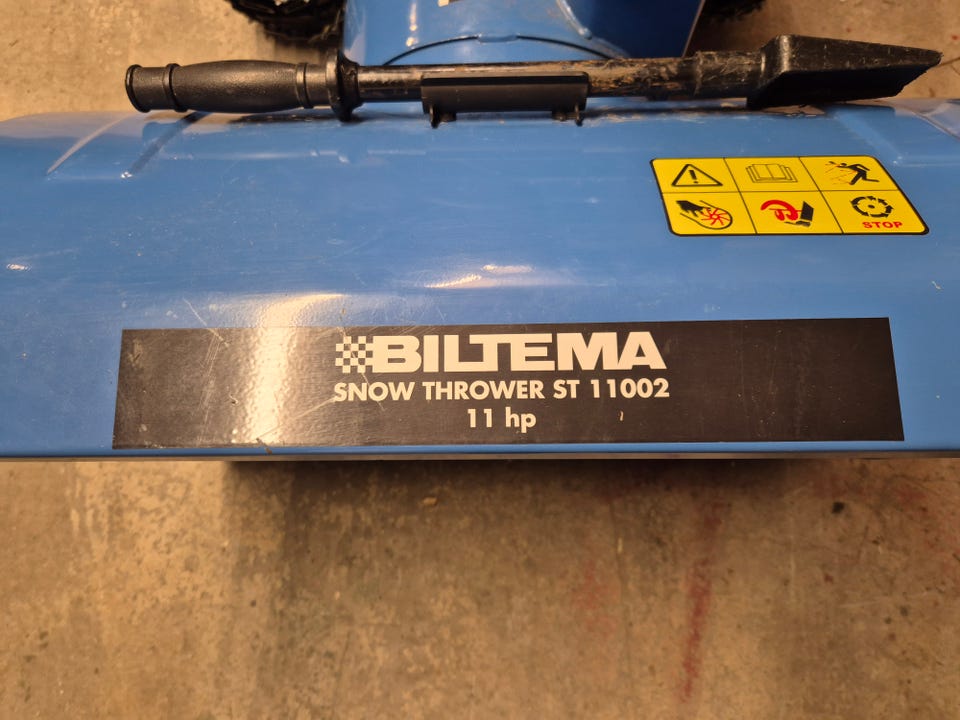 STOP
BILTEMA
SNOW THROWER ST 11002
11 hp